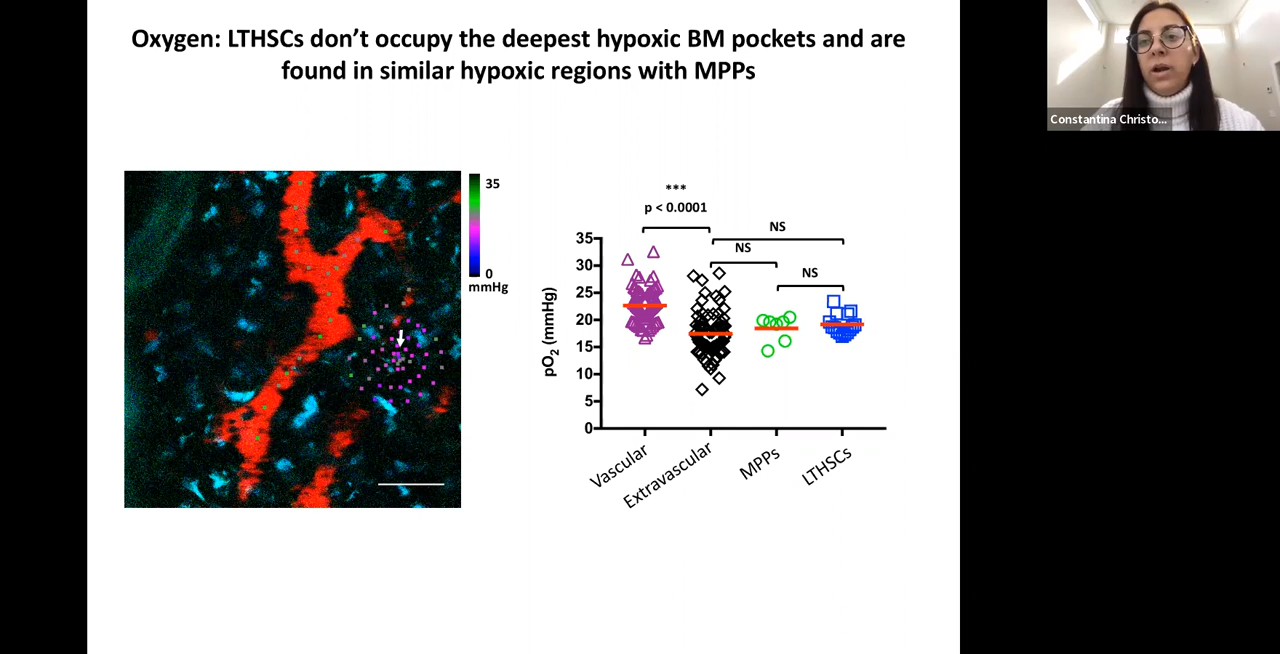 Oxygen: LTHSCs don’t occupy the deepest hypoxic BM pockets and are
found in similar hypoxic regions with MPPs
Constantina Christo...
35
0
mmHg
***
p < 0.0001
NS
NS
NS
pO2 (mmHg)
35
30
25
20
15
10
5
0
Vascular
Extravascular
MPPs
LTHSCs